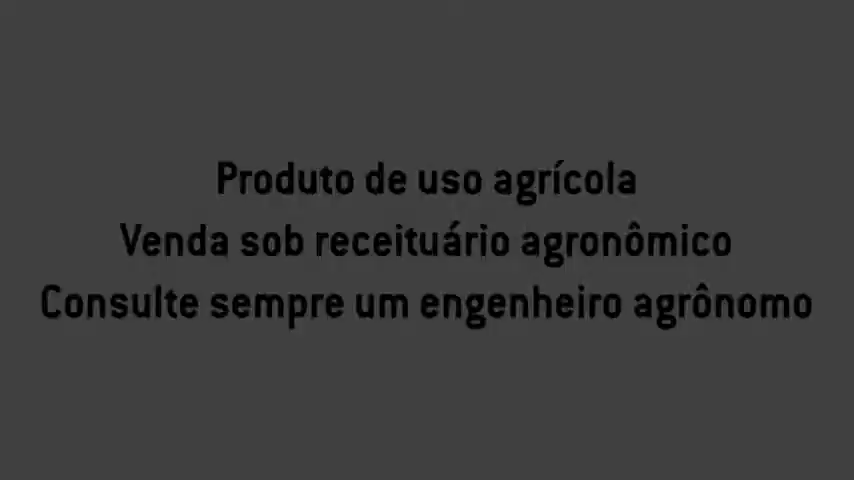 Produto de uso agrícola
Venda sob receituário agronômico
Consulte sempre um engenheiro agrônomo